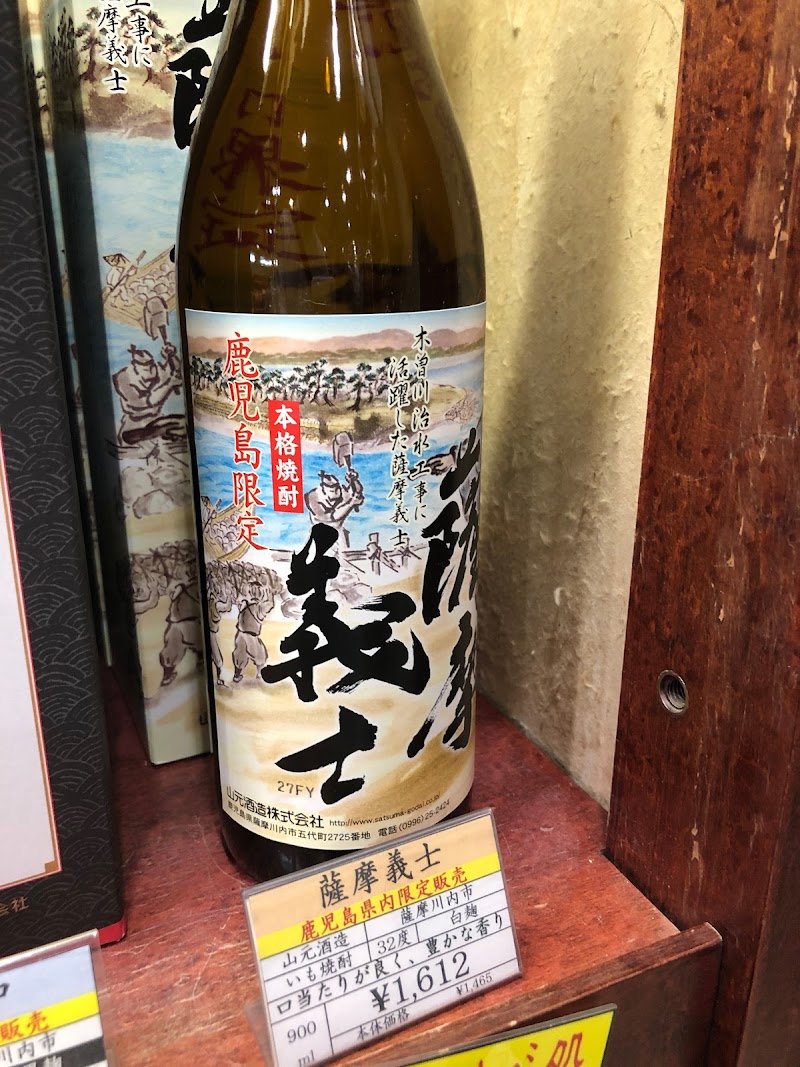 工事に
摩義士
鹿児島限定
本格焼酎
木曽川治水工事に
活躍した薩摩義士
薩摩
義士
27FY
山元酒造株式会社 http://www.satsuma-godai.co.jp
鹿児島県薩摩川内市五代町2725番地 電話(0996)25-2424
薩摩義士
鹿児島県内限定販売
山元酒造 薩摩川内市
いも焼酎 32度 白麹
口当たりが良く、豊かな香り
900 ml ¥1,612
本体価格 ¥1,465
販売
川内市
会社
処